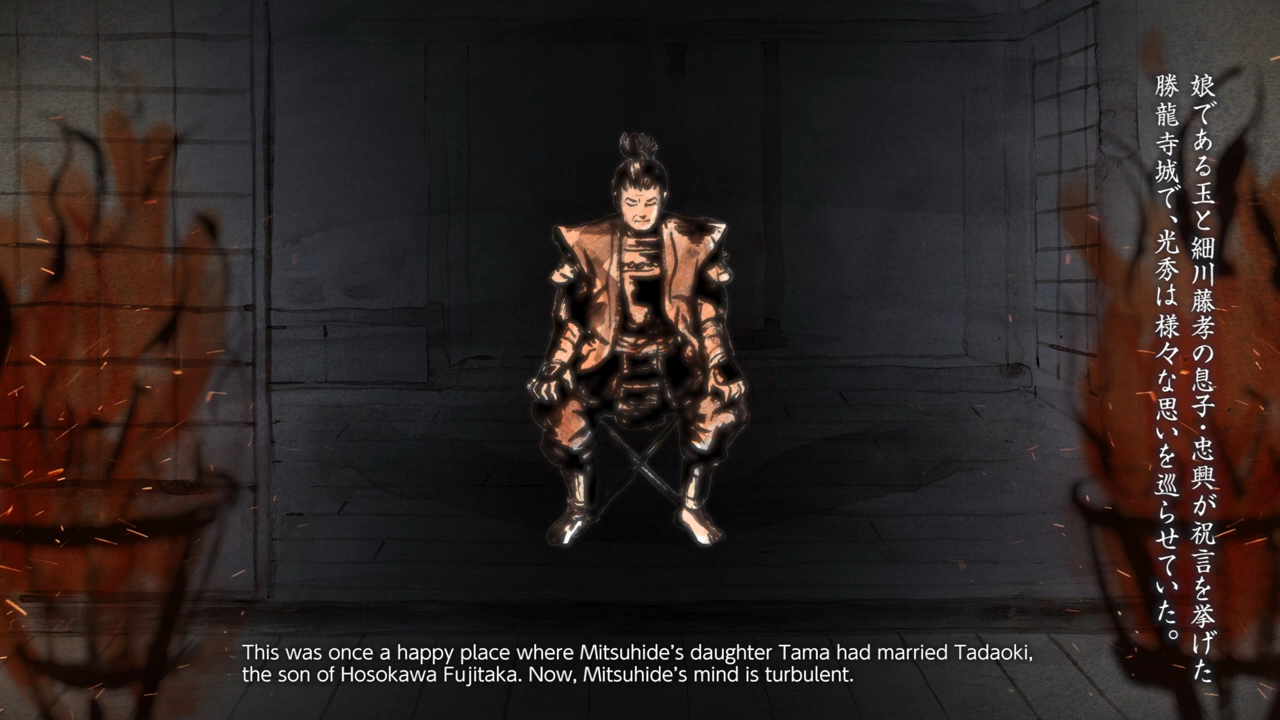 娘である玉と細川藤孝の息子・忠興が祝言を挙げた
勝龍寺城で、光秀は様々な思いを巡らせていた。
This was once a happy place where Mitsuhide's daughter Tama had married Tadaoki,
the son of Hosokawa Fujitaka. Now, Mitsuhide's mind is turbulent.